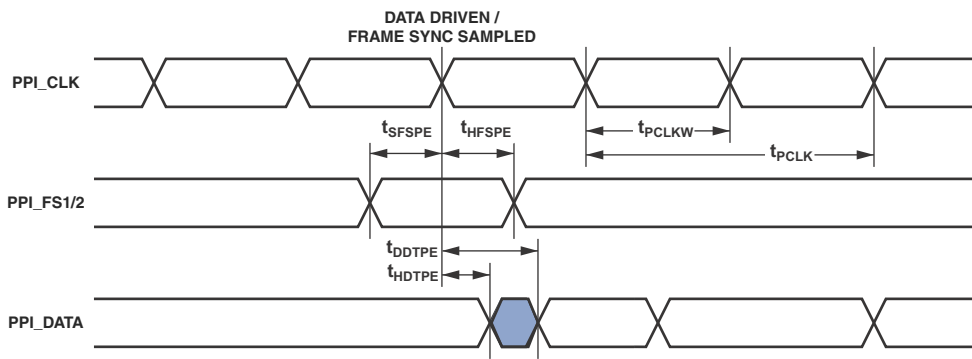 DATA DRIVEN /
FRAME SYNC SAMPLED
PPI_CLK
tSFSPE
tHFSPE
tPCLKW
tPCLK
PPI_FS1/2
tDDTPE
tHDTPE
PPI_DATA